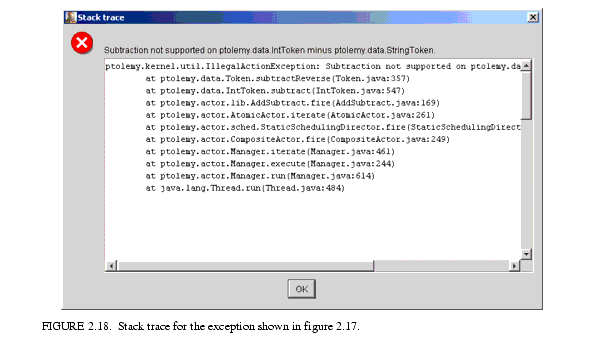 Stack trace
Subtraction not supported on ptolemy.data.IntToken minus ptolemy.data.StringToken.
ptolemy.kernel.util.IllegalActionException: Subtraction not supported on ptolemy.da
at ptolemy.data.Token.subtractReverse(Token.java:357)
at ptolemy.data.IntToken.subtract(IntToken.java:547)
at ptolemy.actor.lib.AddSubtract.fire(AddSubtract.java:169)
at ptolemy.actor.AtomicActor.iterate(AtomicActor.java:261)
at ptolemy.actor.sched.StaticSchedulingDirector.fire(StaticSchedulingDirect
at ptolemy.actor.CompositeActor.fire(CompositeActor.java:249)
at ptolemy.actor.Manager.iterate(Manager.java:461)
at ptolemy.actor.Manager.execute(Manager.java:244)
at ptolemy.actor.Manager.run(Manager.java:614)
at java.lang.Thread.run(Thread.java:484)
OK
FIGURE 2.18. Stack trace for the exception shown in figure 2.17.